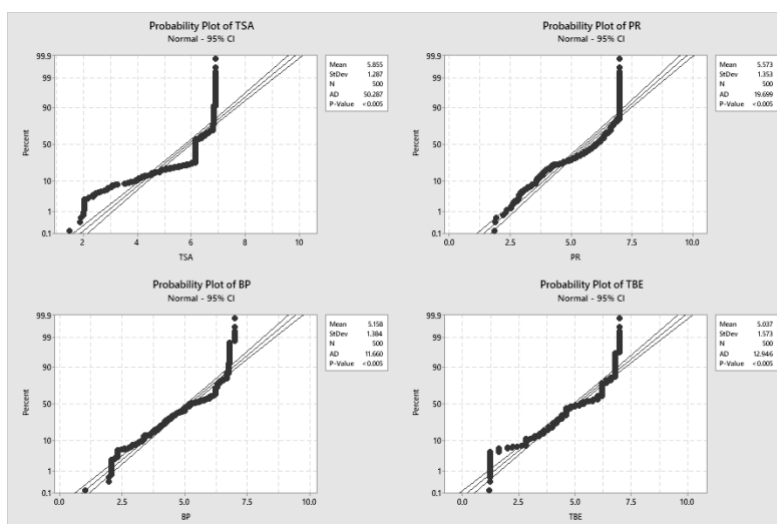 Probability Plot of TSA
Normal - 95% CI
99.9
99
90
50
10
1
0.1
Percent
2
4
6
8
10
TSA
Mean 5.855
StDev 1.287
N 500
AD 50.287
P-Value <0.005
Probability Plot of PR
Normal - 95% CI
99.9
99
90
50
10
1
0.1
Percent
0.0
2.5
5.0
7.5
10.0
PR
Mean 5.573
StDev 1.353
N 500
AD 19.699
P-Value <0.005
Probability Plot of BP
Normal - 95% CI
99.9
99
90
50
10
1
0.1
Percent
0.0
2.5
5.0
7.5
10.0
BP
Mean 5.158
StDev 1.384
N 500
AD 11.660
P-Value <0.005
Probability Plot of TBE
Normal - 95% CI
99.9
99
90
50
10
1
0.1
Percent
0.0
2.5
5.0
7.5
10.0
TBE
Mean 5.037
StDev 1.573
N 500
AD 12.946
P-Value <0.005